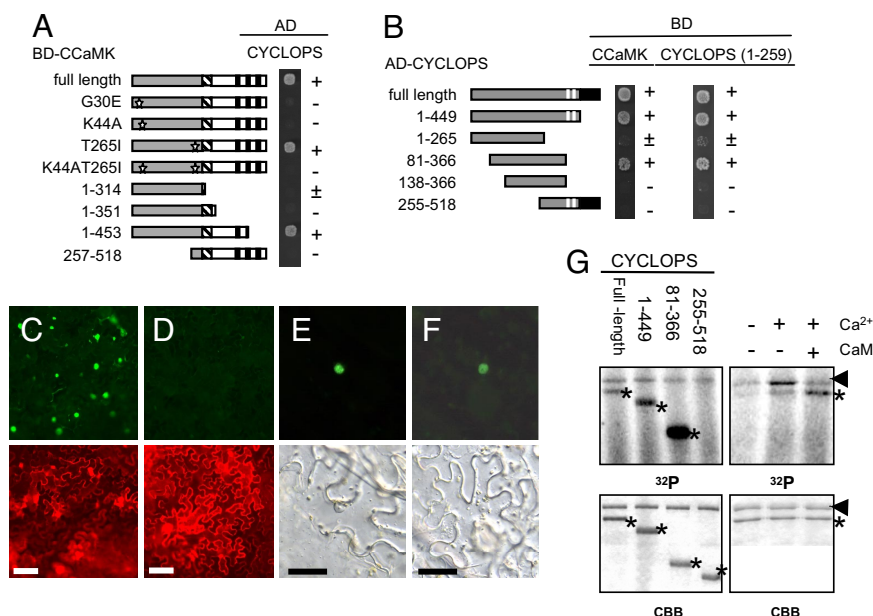 A
AD
BD-CCaMK
CYCLOPS
full length +
G30E -
K44A -
T265I +
K44AT265I -
1-314 ±
1-351 -
1-453 +
257-518 -
B
BD
AD-CYCLOPS
CCaMK CYCLOPS (1-259)
full length + +
1-449 + +
1-265 ± ±
81-366 + +
138-366 - -
255-518 - -
C D E F
G
CYCLOPS
Full -length
1-449
81-366
255-518
- + + Ca²⁺
- - + CaM
* * * *
³²P ³²P
* * * * *
CBB CBB